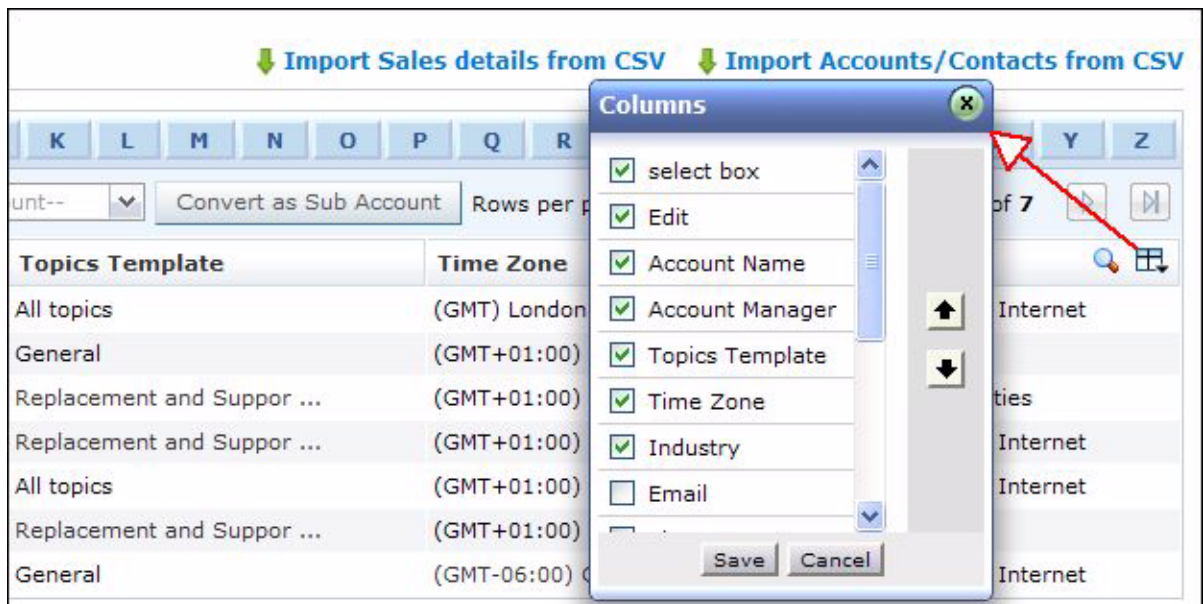 Import Sales details from CSV Import Accounts/Contacts from CSV
Columns
K L M N O P Q R Y Z
select box
Convert as Sub Account Rows per of 7
Edit
Topics Template Time Zone
Account Name
All topics (GMT) London Internet
Account Manager
General (GMT+01:00)
Topics Template
Replacement and Suppor ... (GMT+01:00)
Time Zone
Replacement and Suppor ... (GMT+01:00) Internet
Industry
All topics (GMT+01:00) Internet
Email
Replacement and Suppor ... (GMT+01:00)
Save Cancel
General (GMT-06:00) Internet